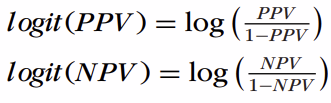 logit(PPV) = log (PPV / 1−PPV)
logit(NPV) = log (NPV / 1−NPV)